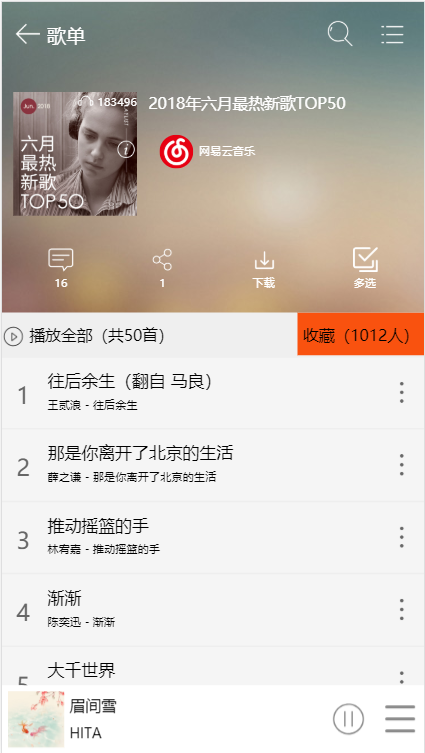 歌单
183496
Jun. 2018
六月
最热
新歌
TOP50
2018年六月最热新歌TOP50
网易云音乐
16
1
下载
多选
播放全部（共50首）
收藏（1012人）
1
往后余生（翻自 马良）
王贰浪 - 往后余生
2
那是你离开了北京的生活
薛之谦 - 那是你离开了北京的生活
3
推动摇篮的手
林宥嘉 - 推动摇篮的手
4
渐渐
陈奕迅 - 渐渐
5
大千世界
眉间雪
HITA